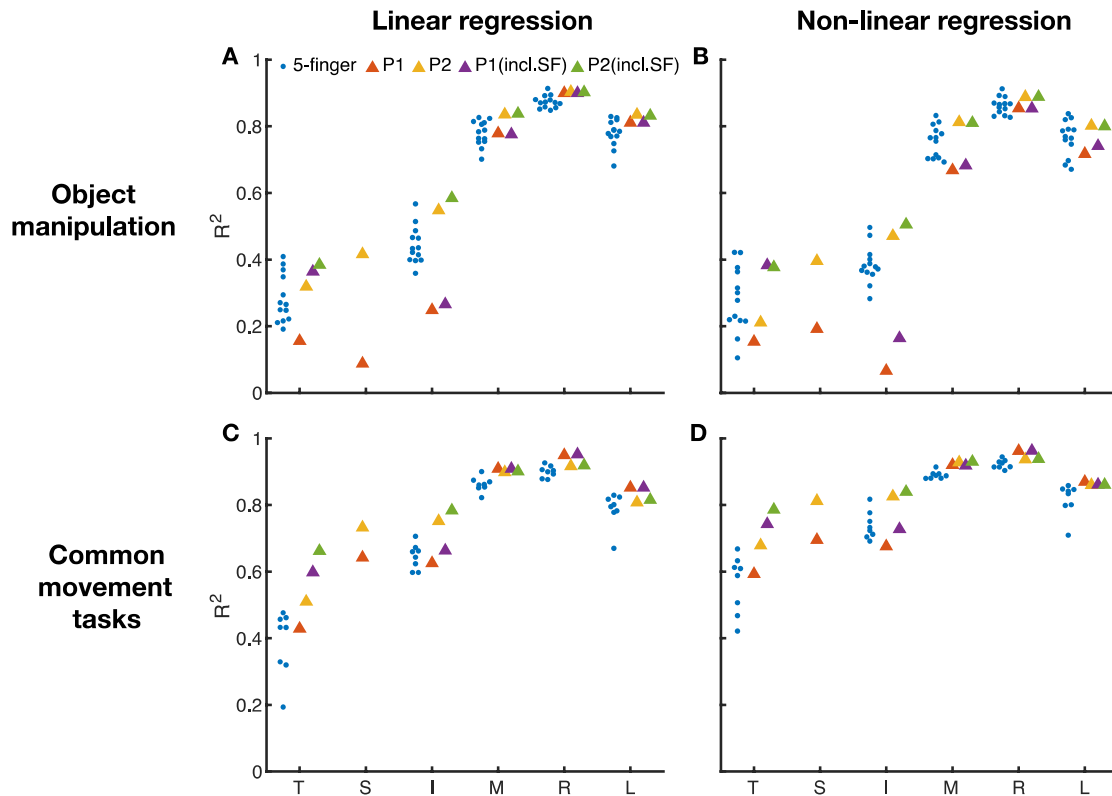 Linear regression
Non-linear regression
A
B
5-finger P1 P2 P1(incl.SF) P2(incl.SF)
Object
manipulation
R²
1
0.8
0.6
0.4
0.2
0
C
D
Common
movement
tasks
R²
1
0.8
0.6
0.4
0.2
0
T S I M R L
T S I M R L